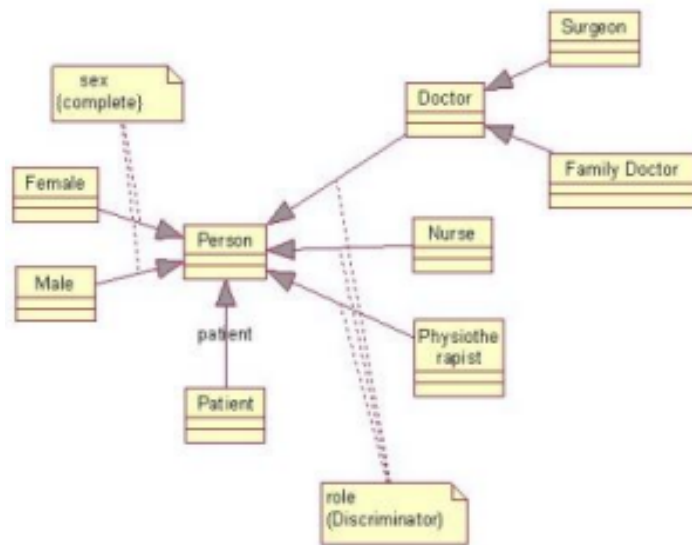 Surgeon
sex
{complete}
Doctor
Female
Family Doctor
Person
Nurse
Male
patient
Physiothe
rapist
Patient
role
(Discriminator)